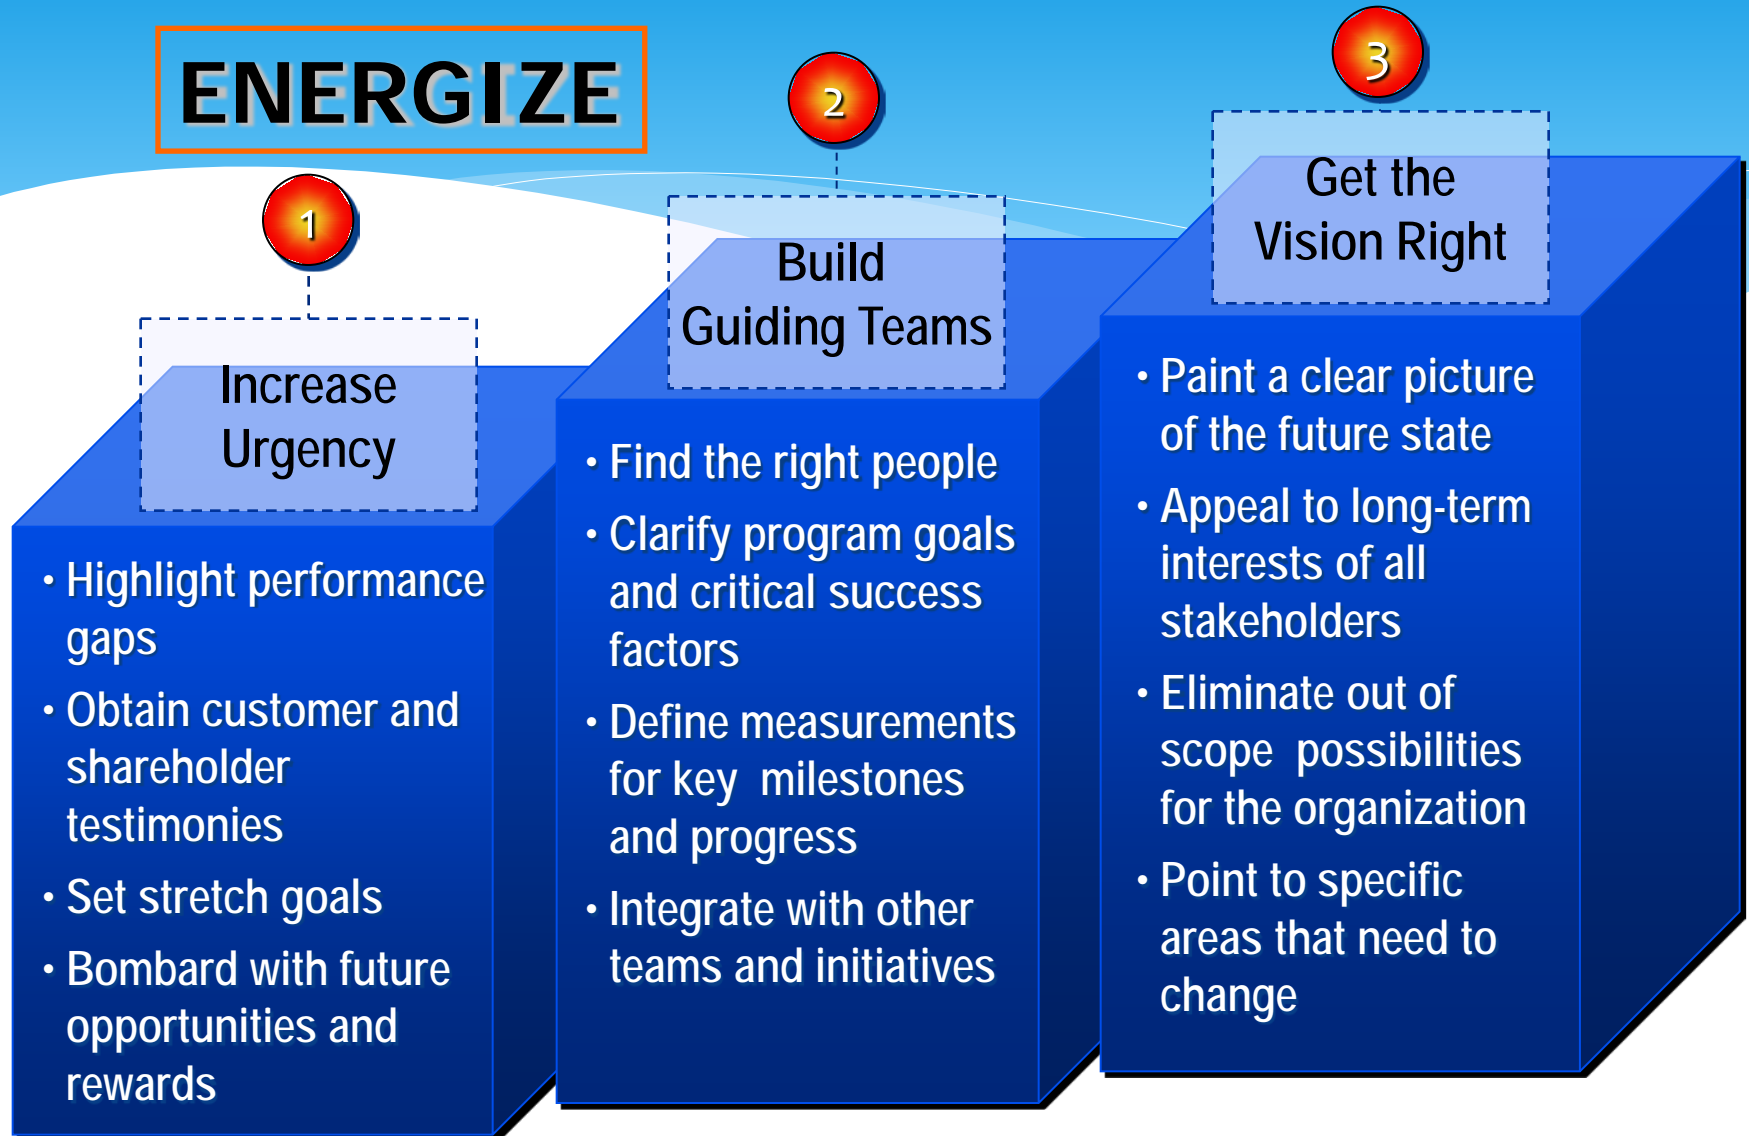 ENERGIZE
1
Increase
Urgency
• Highlight performance
gaps
• Obtain customer and
shareholder
testimonies
• Set stretch goals
• Bombard with future
opportunities and
rewards
2
Build
Guiding Teams
• Find the right people
• Clarify program goals
and critical success
factors
• Define measurements
for key  milestones
and progress
• Integrate with other
teams and initiatives
3
Get the
Vision Right
• Paint a clear picture
of the future state
• Appeal to long-term
interests of all
stakeholders
• Eliminate out of
scope  possibilities
for the organization
• Point to specific
areas that need to
change